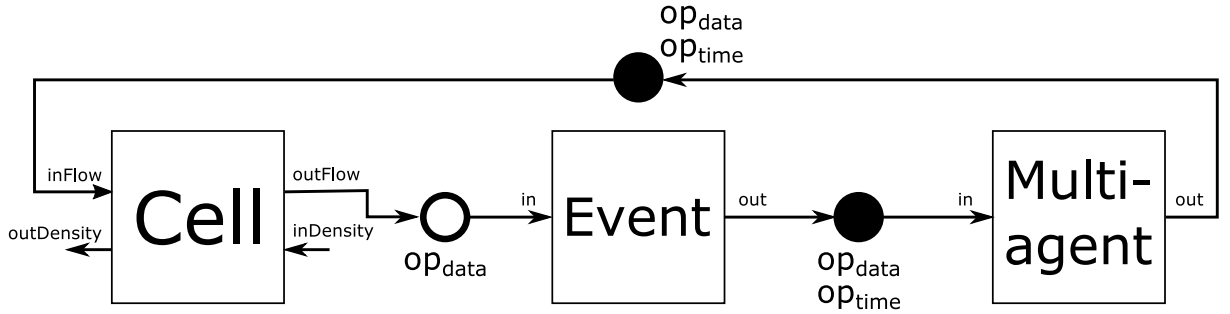 op_data
op_time
inFlow
outFlow
Cell
outDensity
inDensity
op_data
in
Event
out
op_data
op_time
in
Multi-
agent
out